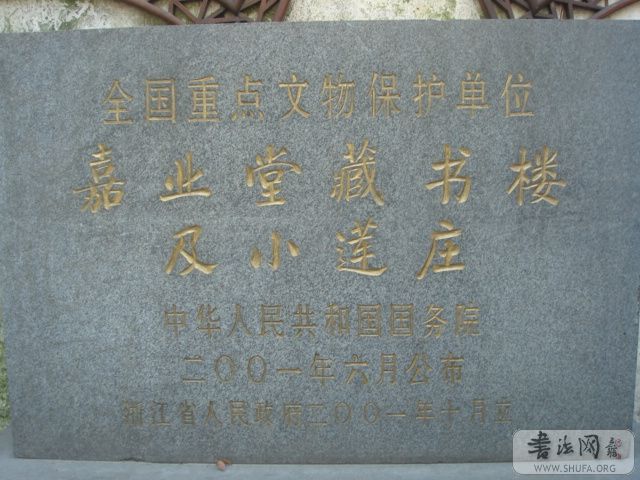 全国重点文物保护单位
嘉业堂藏书楼
及小莲庄
中华人民共和国国务院
二〇〇一年六月公布
浙江省人民政府二〇〇一年十月立
书法网
WWW.SHUFA.ORG